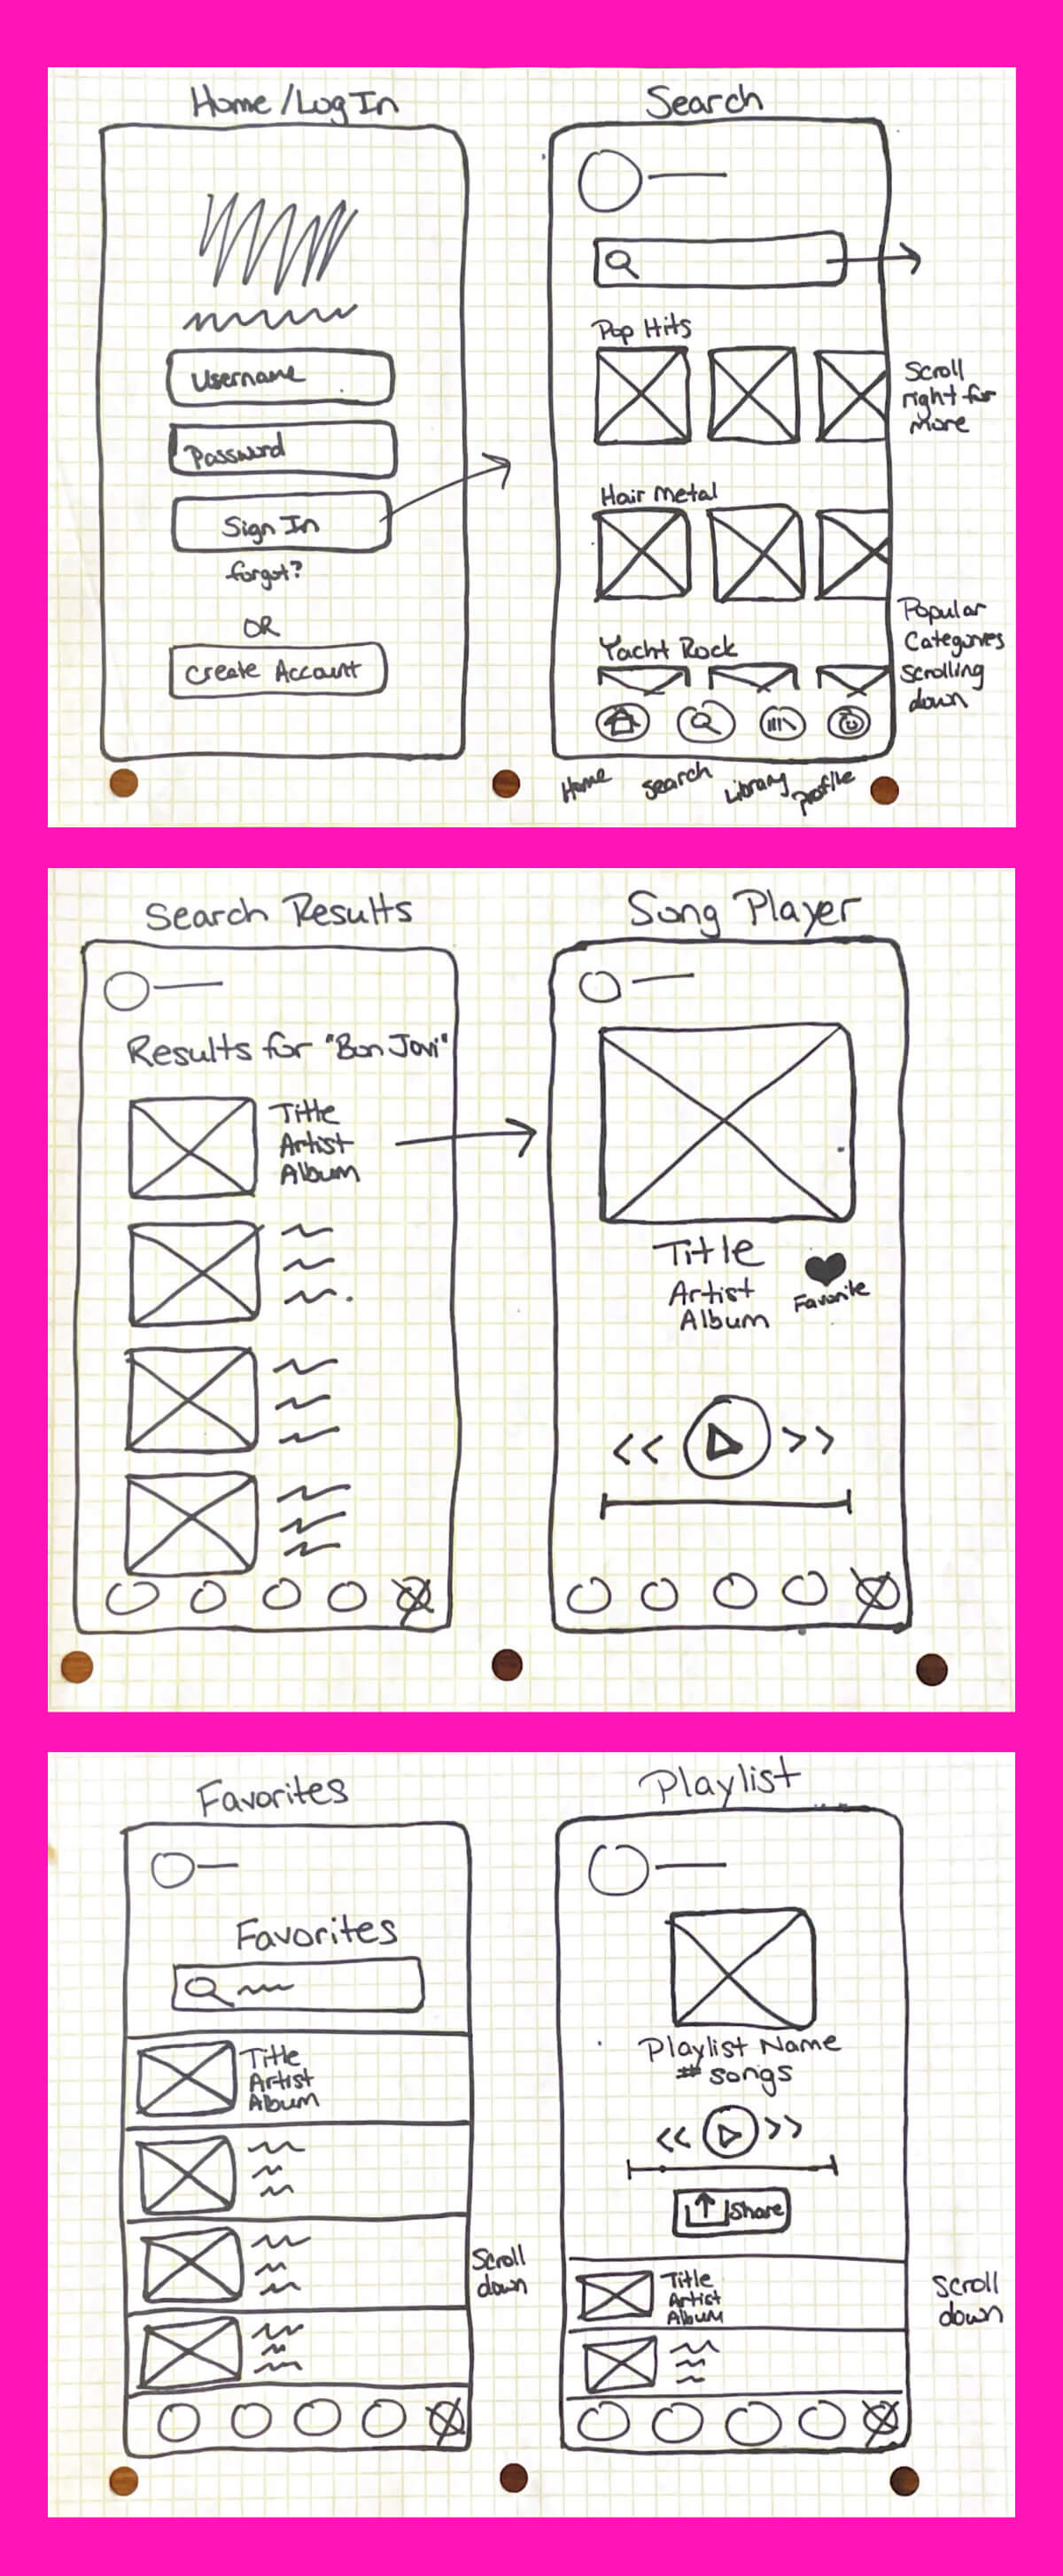 Home/Log In
Username
Password
Sign In
forgot?
OR
Create Account
Search
Pop Hits
Scroll
right for
more
Hair Metal
Popular
Categories
Scrolling
down
Yacht Rock
Home
Search
Library
profile
Search Results
Results for "Bon Jovi"
Title
Artist
Album
Song Player
Title
Artist
Album
Favorite
<<
>>
Favorites
Favorites
Title
Artist
Album
Scroll
down
Playlist
Playlist Name
# songs
<<
>>
Share
Title
Artist
Album
Scroll
down